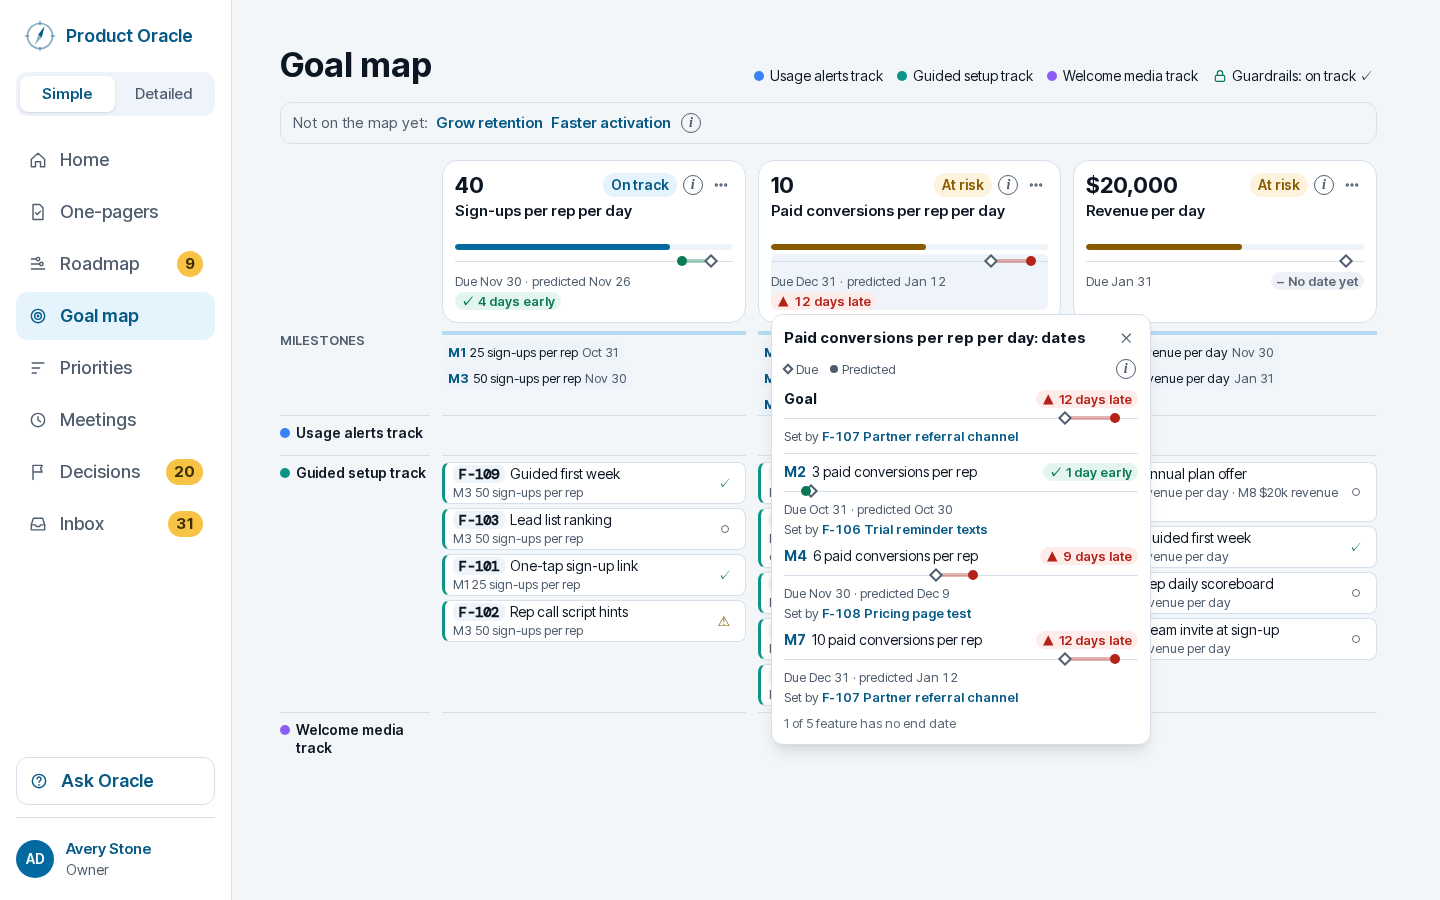 Product Oracle
Simple
Detailed
Home
One-pagers
Roadmap
9
Goal map
Priorities
Meetings
Decisions
20
Inbox
31
Ask Oracle
AD
Avery Stone
Owner
Goal map
Usage alerts track
Guided setup track
Welcome media track
Guardrails: on track ✓
Not on the map yet: Grow retention Faster activation i
40
On track
i
Sign-ups per rep per day
Due Nov 30 · predicted Nov 26
✓ 4 days early
10
At risk
i
Paid conversions per rep per day
Due Dec 31 · predicted Jan 12
▲ 12 days late
$20,000
At risk
i
Revenue per day
Due Jan 31
– No date yet
MILESTONES
M1 25 sign-ups per rep Oct 31
M3 50 sign-ups per rep Nov 30
enue per day Nov 30
venue per day Jan 31
Usage alerts track
Guided setup track
F-109 Guided first week
M3 50 sign-ups per rep
✓
F-103 Lead list ranking
M3 50 sign-ups per rep
F-101 One-tap sign-up link
M1 25 sign-ups per rep
✓
F-102 Rep call script hints
M3 50 sign-ups per rep
⚠
nnual plan offer
venue per day · M8 $20k revenue
uided first week
venue per day
✓
ep daily scoreboard
venue per day
eam invite at sign-up
venue per day
Welcome media
track
Paid conversions per rep per day: dates
Due
Predicted
i
Goal
▲ 12 days late
Set by F-107 Partner referral channel
M2 3 paid conversions per rep
✓ 1 day early
Due Oct 31 · predicted Oct 30
Set by F-106 Trial reminder texts
M4 6 paid conversions per rep
▲ 9 days late
Due Nov 30 · predicted Dec 9
Set by F-108 Pricing page test
M7 10 paid conversions per rep
▲ 12 days late
Due Dec 31 · predicted Jan 12
Set by F-107 Partner referral channel
1 of 5 feature has no end date